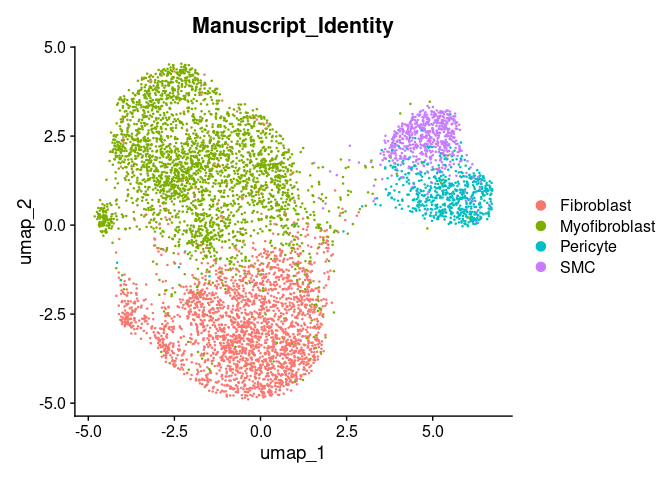 Manuscript_Identity
5.0
2.5
0.0
-2.5
-5.0
umap_2
-5.0
-2.5
0.0
2.5
5.0
umap_1
Fibroblast
Myofibroblast
Pericyte
SMC